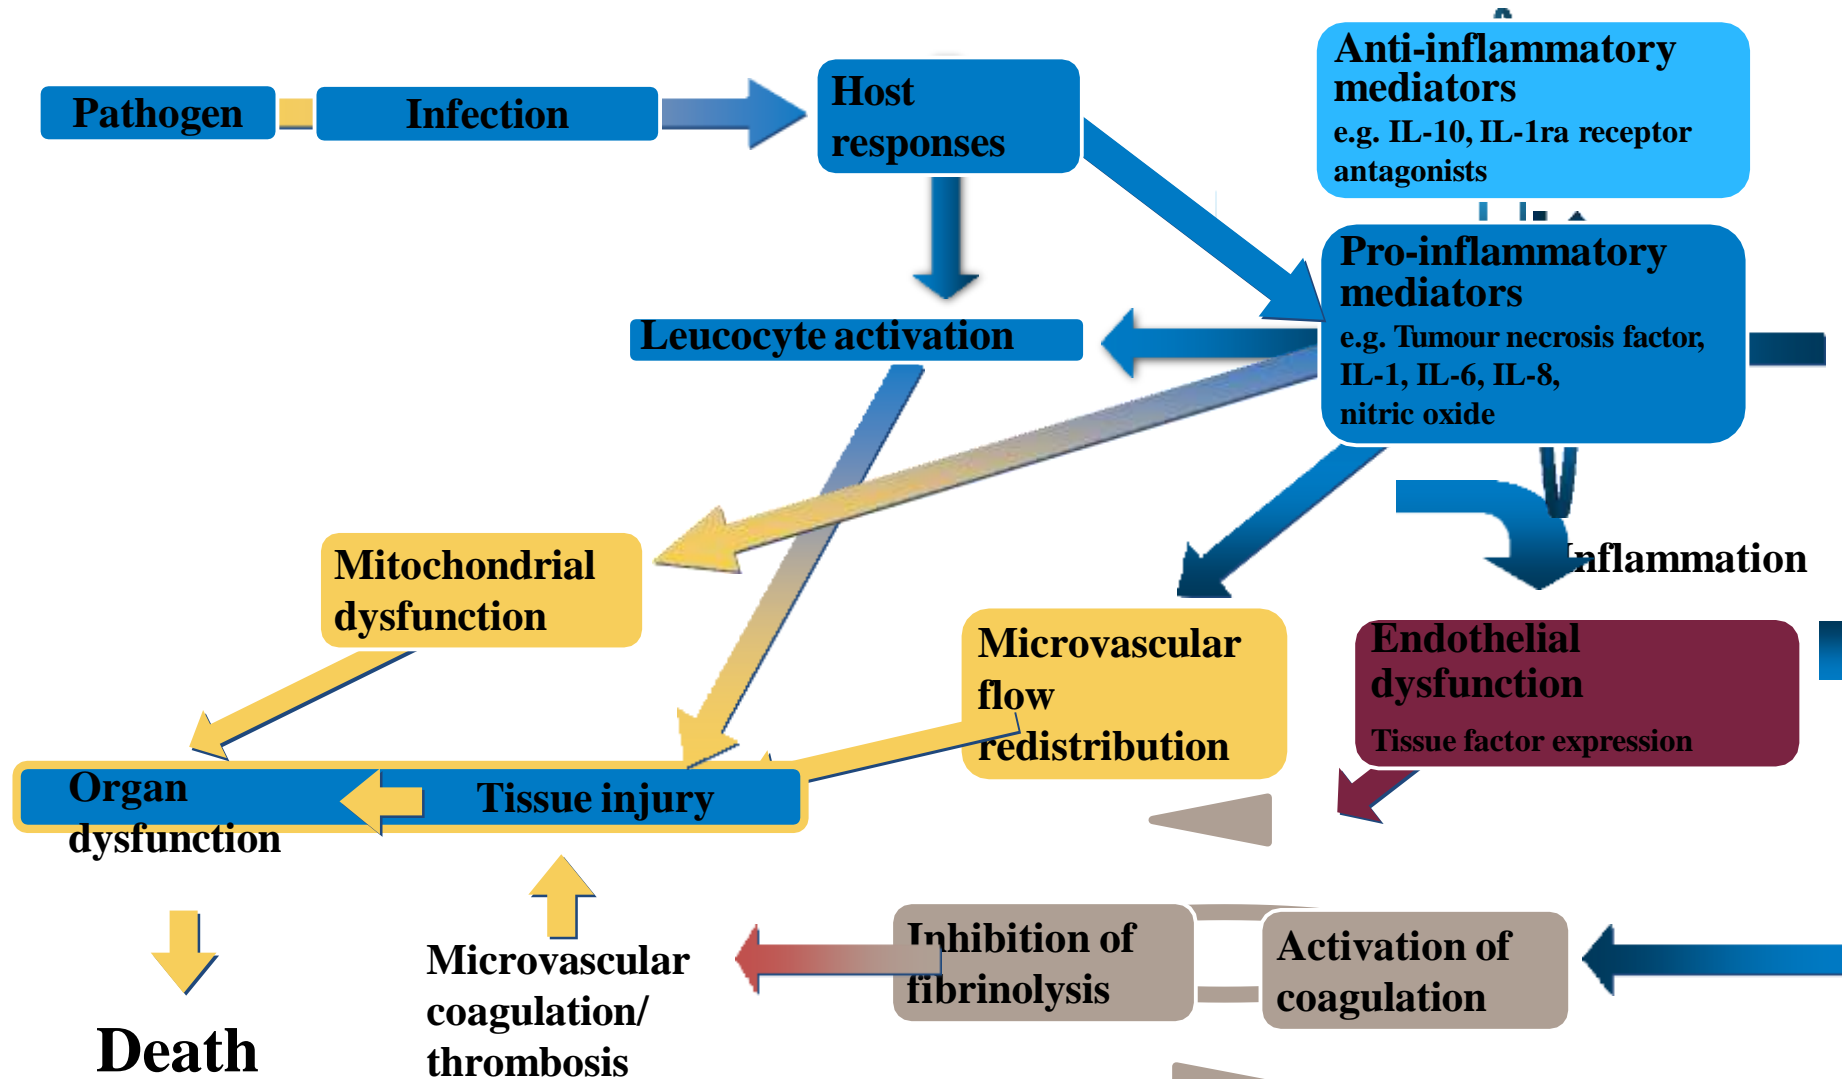 Pathogen
Infection
Host
responses
Anti-inflammatory
mediators
e.g. IL-10, IL-1ra receptor
antagonists
Pro-inflammatory
mediators
e.g. Tumour necrosis factor,
IL-1, IL-6, IL-8,
nitric oxide
Leucocyte activation
Inflammation
Mitochondrial
dysfunction
Microvascular
flow
redistribution
Endothelial
dysfunction
Tissue factor expression
Organ
dysfunction
Tissue injury
Inhibition of
fibrinolysis
Activation of
coagulation
Microvascular
coagulation/
thrombosis
Death